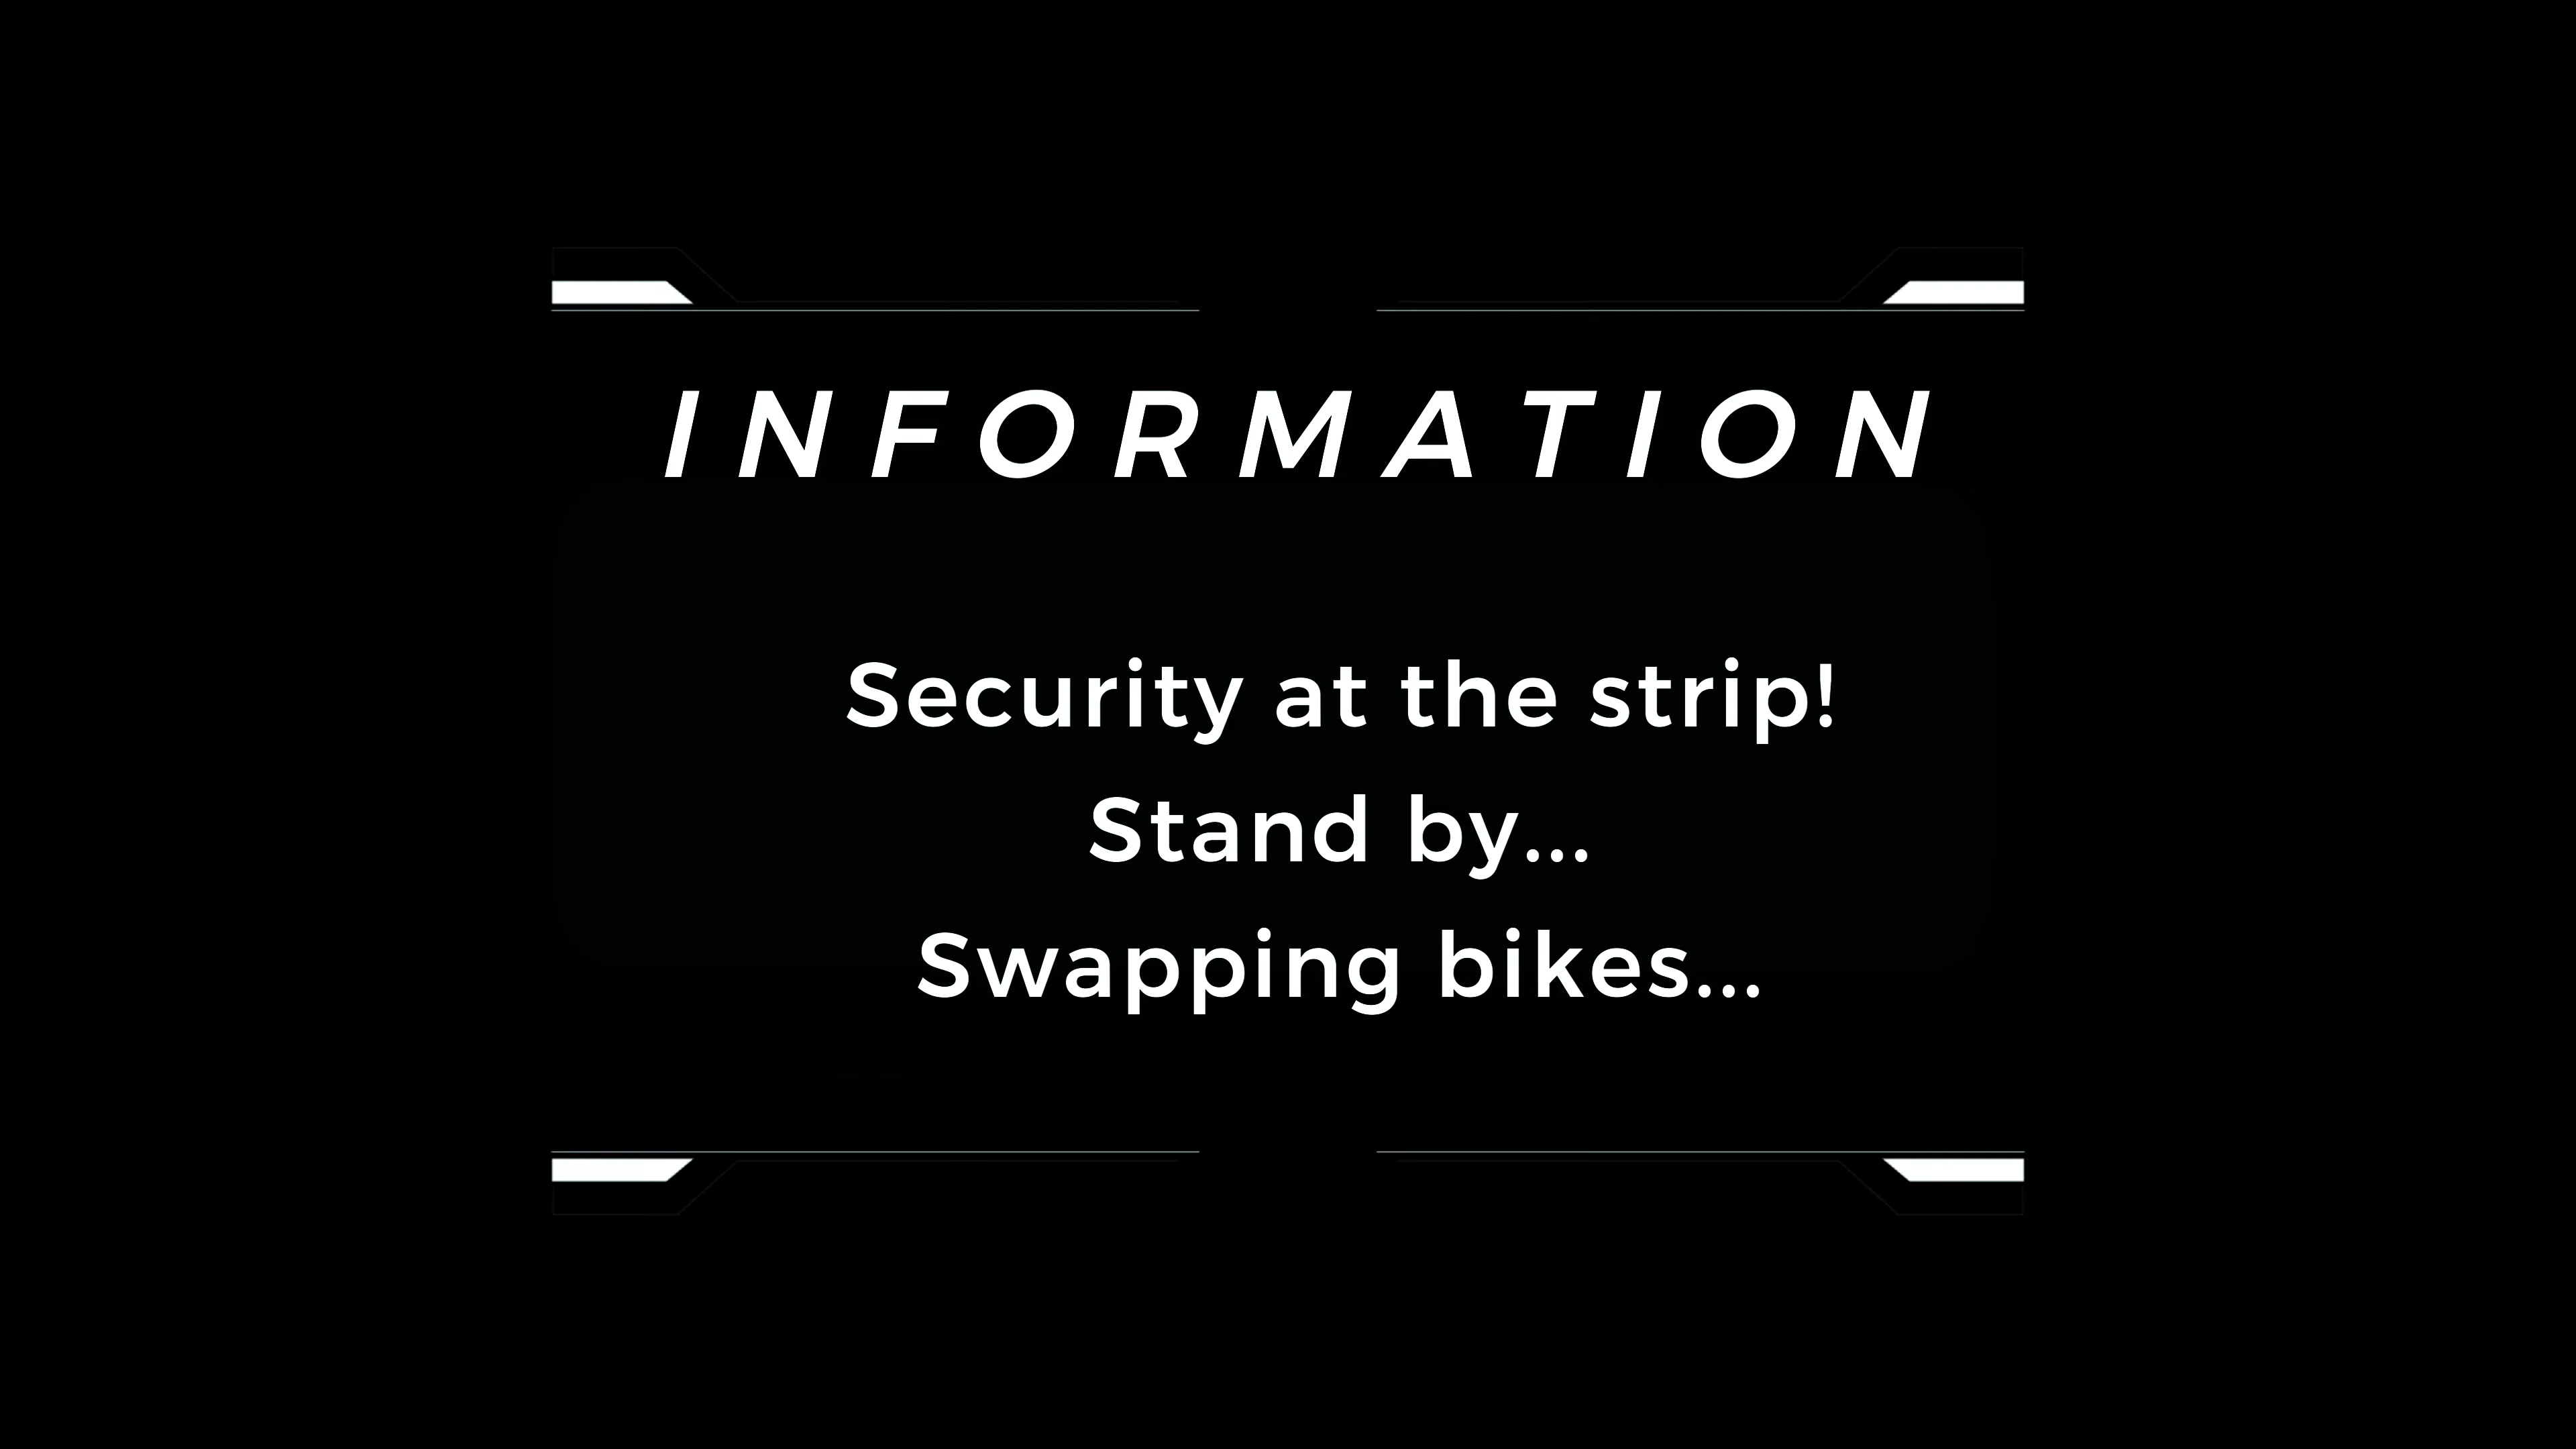 INFORMATION
Security at the strip!
Stand by...
Swapping bikes...